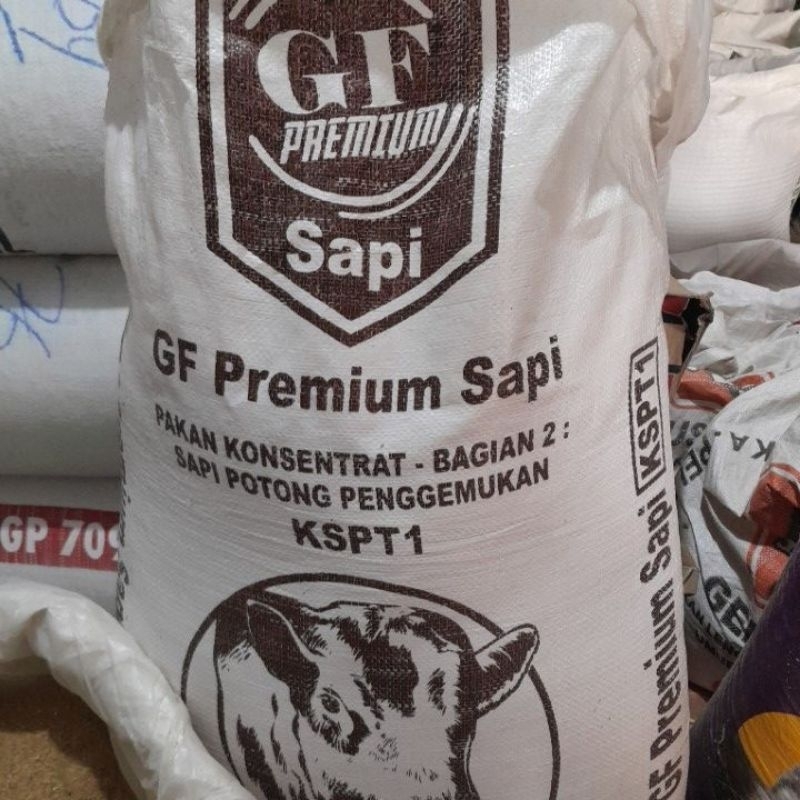 GF
PREMIUM
Sapi
GF Premium Sapi
PAKAN KONSENTRAT - BAGIAN 2 :
SAPI POTONG PENGGEMUKAN
KSPT1
GF Premium Sapi KSPT1
GP 709